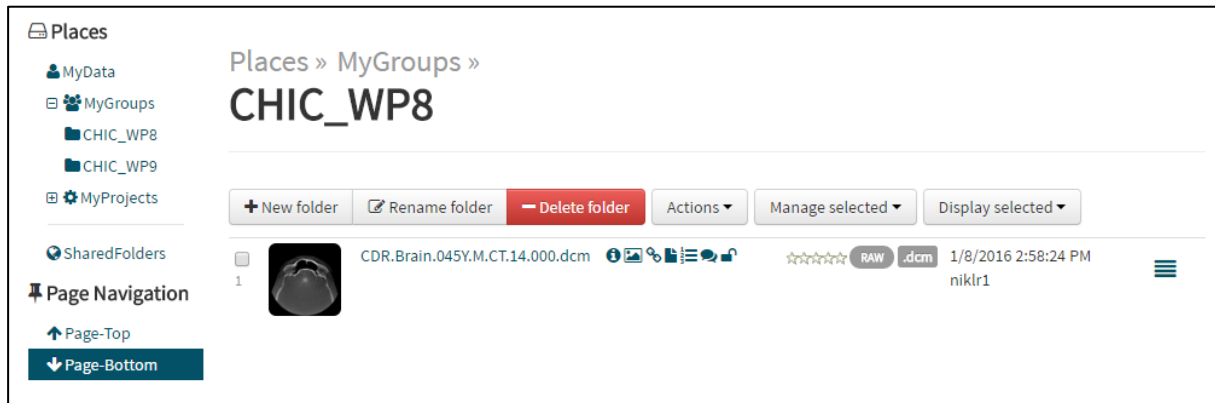 Places
MyData
MyGroups
CHIC_WP8
CHIC_WP9
MyProjects
SharedFolders
Page Navigation
Page-Top
Page-Bottom
Places » MyGroups »
CHIC_WP8
New folder Rename folder Delete folder Actions Manage selected Display selected
CDR.Brain.045Y.M.CT.14.000.dcm RAW .dcm 1/8/2016 2:58:24 PM
1 niklr1